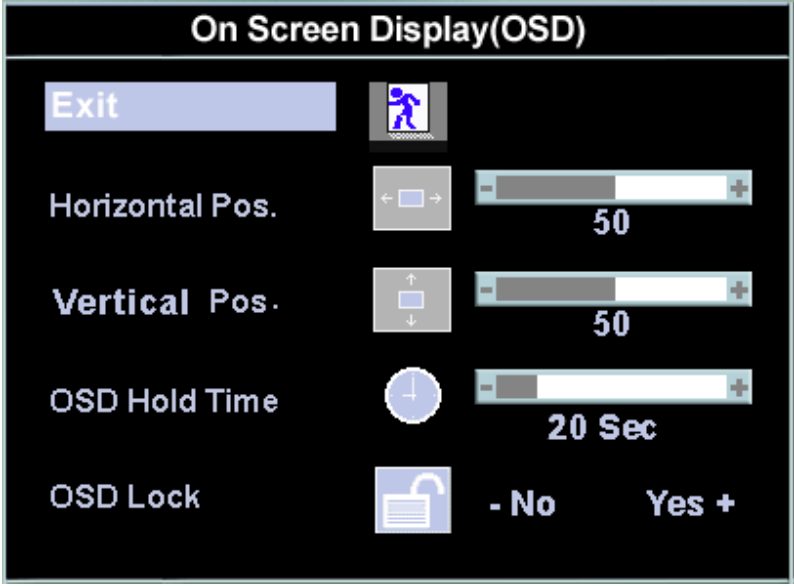 On Screen Display(OSD)
Exit
Horizontal Pos. - +
50
Vertical Pos. - +
50
OSD Hold Time - +
20 Sec
OSD Lock - No Yes +